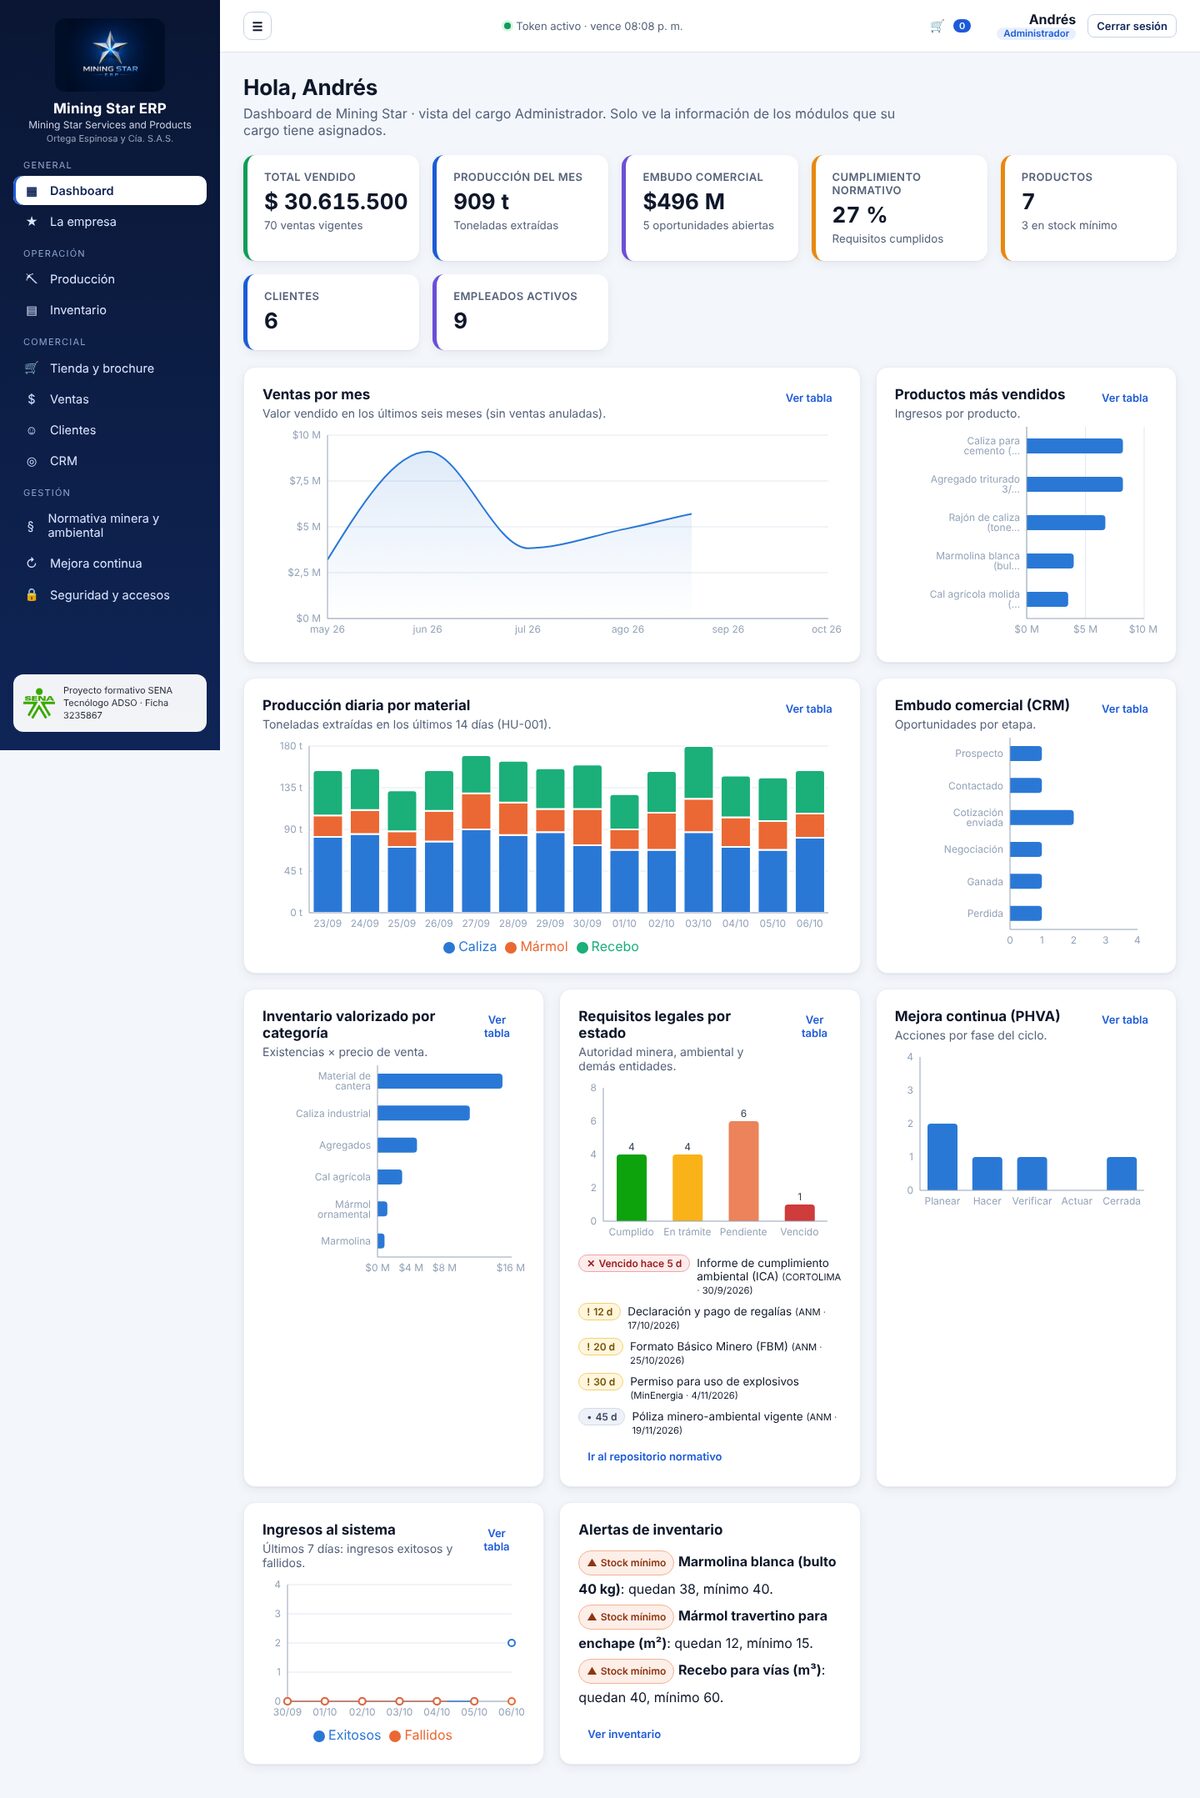 MINING STAR
ERP
Mining Star ERP
Mining Star Services and Products
Ortega Espinosa y Cía. S.A.S.
GENERAL
Dashboard
La empresa
OPERACIÓN
Producción
Inventario
COMERCIAL
Tienda y brochure
$ Ventas
Clientes
CRM
GESTIÓN
§ Normativa minera y
ambiental
Mejora continua
Seguridad y accesos
SENA
Proyecto formativo SENA
Tecnólogo ADSO · Ficha
3235867
Token activo · vence 08:08 p. m.
0
Andrés
Administrador
Cerrar sesión
Hola, Andrés
Dashboard de Mining Star · vista del cargo Administrador. Solo ve la información de los módulos que su
cargo tiene asignados.
TOTAL VENDIDO
$ 30.615.500
70 ventas vigentes
PRODUCCIÓN DEL MES
909 t
Toneladas extraídas
EMBUDO COMERCIAL
$496 M
5 oportunidades abiertas
CUMPLIMIENTO
NORMATIVO
27 %
Requisitos cumplidos
PRODUCTOS
7
3 en stock mínimo
CLIENTES
6
EMPLEADOS ACTIVOS
9
Ventas por mes
Ver tabla
Valor vendido en los últimos seis meses (sin ventas anuladas).
$10 M
$7,5 M
$5 M
$2,5 M
$0 M
may 26 jun 26 jul 26 ago 26 sep 26 oct 26
Productos más vendidos
Ver tabla
Ingresos por producto.
Caliza para
cemento (...
Agregado triturado
3/...
Rajón de caliza
(tone...
Marmolina blanca
(bul...
Cal agrícola molida
(...
$0 M $5 M $10 M
Producción diaria por material
Ver tabla
Toneladas extraídas en los últimos 14 días (HU-001).
180 t
135 t
90 t
45 t
0 t
23/09 24/09 25/09 26/09 27/09 28/09 29/09 30/09 01/10 02/10 03/10 04/10 05/10 06/10
Caliza Mármol Recebo
Embudo comercial (CRM)
Ver tabla
Oportunidades por etapa.
Prospecto
Contactado
Cotización
enviada
Negociación
Ganada
Perdida
0 1 2 3 4
Inventario valorizado por
categoría
Ver
tabla
Existencias × precio de venta.
Material de
cantera
Caliza industrial
Agregados
Cal agrícola
Mármol
ornamental
Marmolina
$0 M $4 M $8 M $16 M
Requisitos legales por
estado
Ver
tabla
Autoridad minera, ambiental y
demás entidades.
8
6
4
2
0
4 4 6 1
Cumplido En trámite Pendiente Vencido
✕ Vencido hace 5 d Informe de cumplimiento
ambiental (ICA) (CORTOLIMA
· 30/9/2026)
! 12 d Declaración y pago de regalías (ANM ·
17/10/2026)
! 20 d Formato Básico Minero (FBM) (ANM ·
25/10/2026)
! 30 d Permiso para uso de explosivos
(MinEnergia · 4/11/2026)
• 45 d Póliza minero-ambiental vigente (ANM ·
19/11/2026)
Ir al repositorio normativo
Mejora continua (PHVA)
Ver tabla
Acciones por fase del ciclo.
4
3
2
1
0
Planear Hacer Verificar Actuar Cerrada
Ingresos al sistema
Ver
tabla
Últimos 7 días: ingresos exitosos y
fallidos.
4
3
2
1
0
30/09 01/10 02/10 03/10 04/10 05/10 06/10
Exitosos Fallidos
Alertas de inventario
▲ Stock mínimo Marmolina blanca (bulto
40 kg): quedan 38, mínimo 40.
▲ Stock mínimo Mármol travertino para
enchape (m²): quedan 12, mínimo 15.
▲ Stock mínimo Recebo para vías (m³):
quedan 40, mínimo 60.
Ver inventario